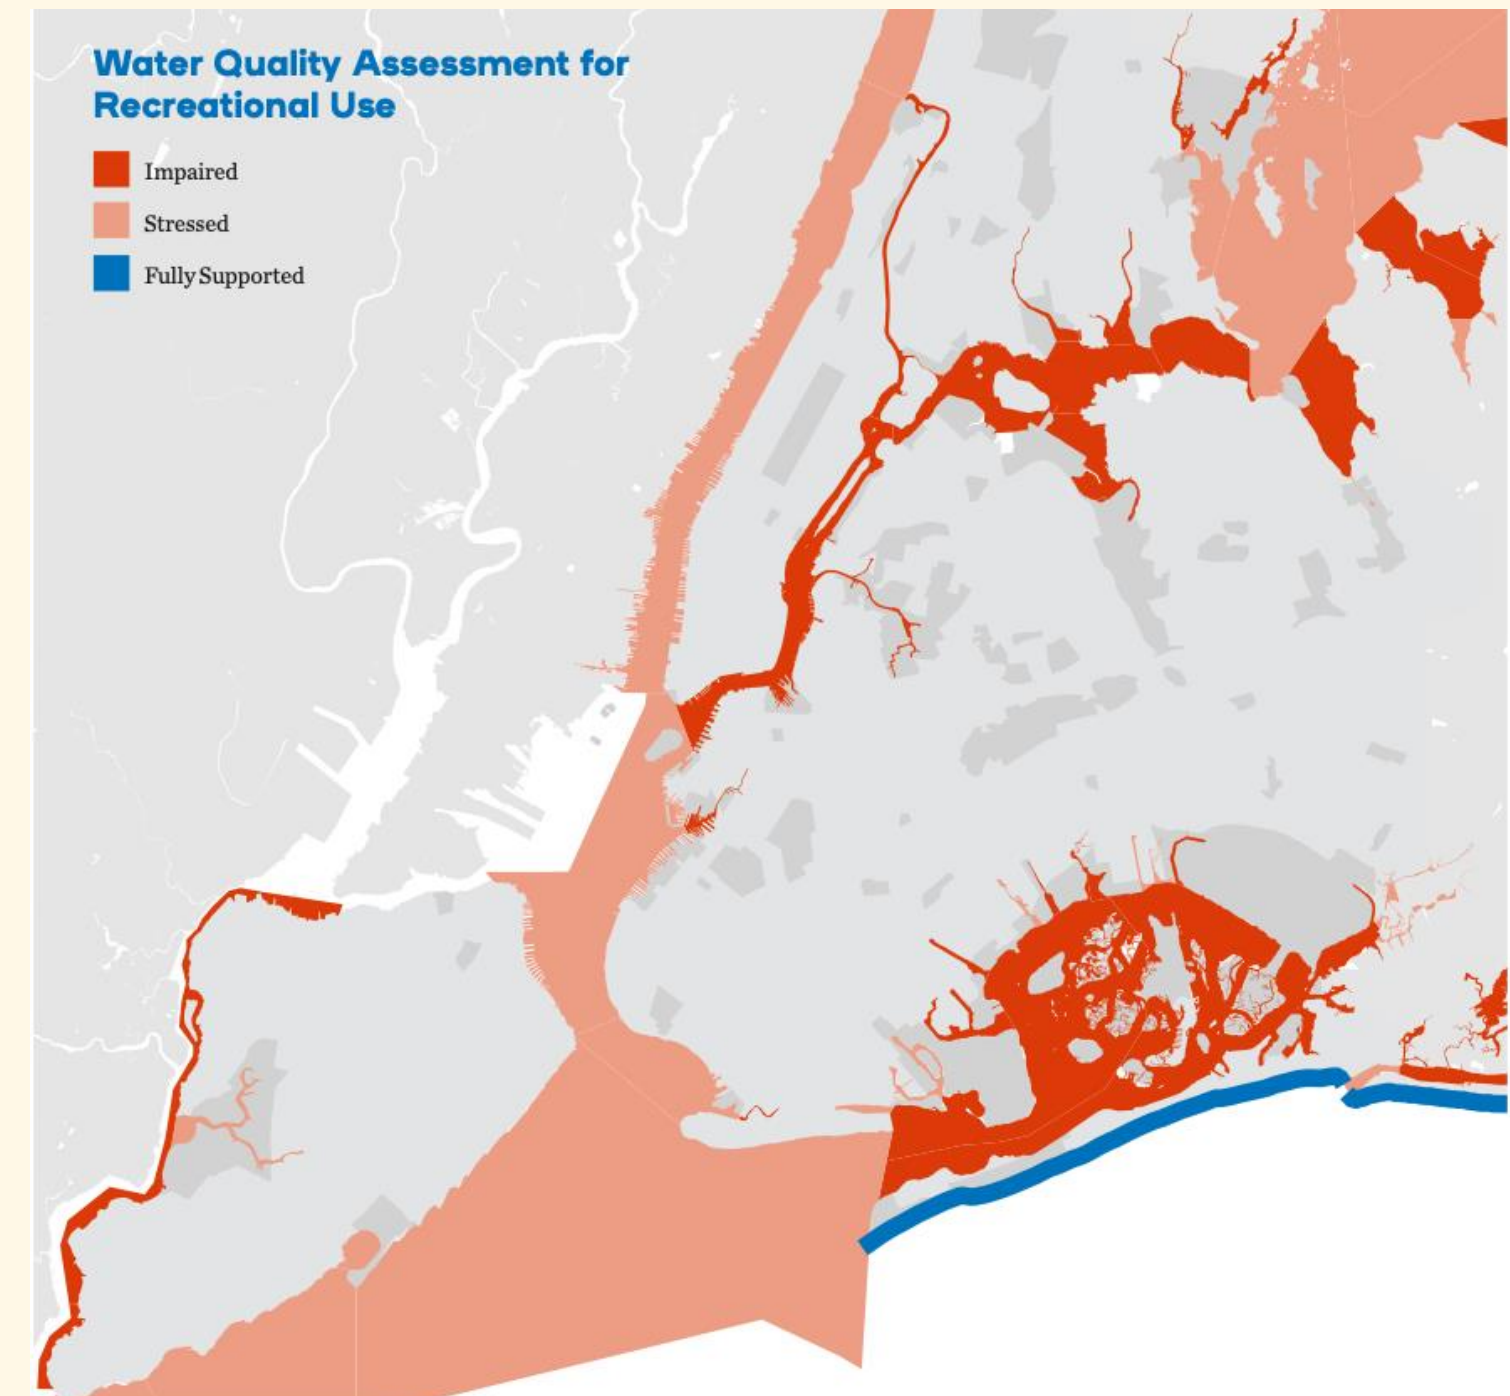 Water Quality Assessment for
Recreational Use
Impaired
Stressed
Fully Supported